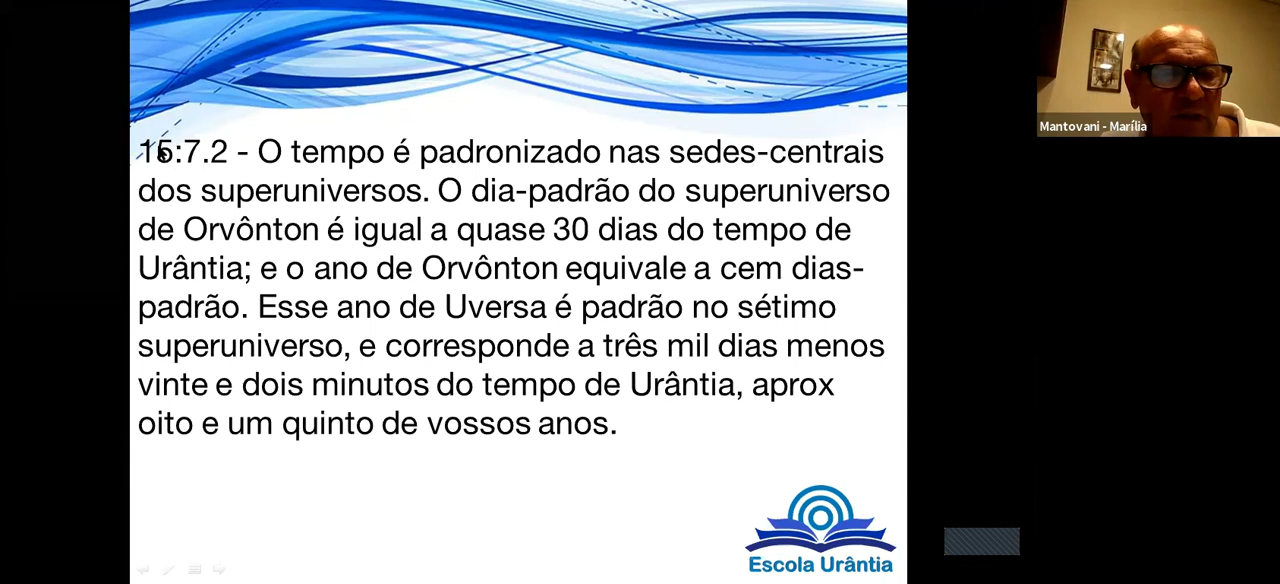 15:7.2 - O tempo é padronizado nas sedes-centrais
dos superuniversos. O dia-padrão do superuniverso
de Orvônton é igual a quase 30 dias do tempo de
Urântia; e o ano de Orvônton equivale a cem dias-
padrão. Esse ano de Uversa é padrão no sétimo
superuniverso, e corresponde a três mil dias menos
vinte e dois minutos do tempo de Urântia, aprox
oito e um quinto de vossos anos.
Escola Urântia
Mantovani - Marília